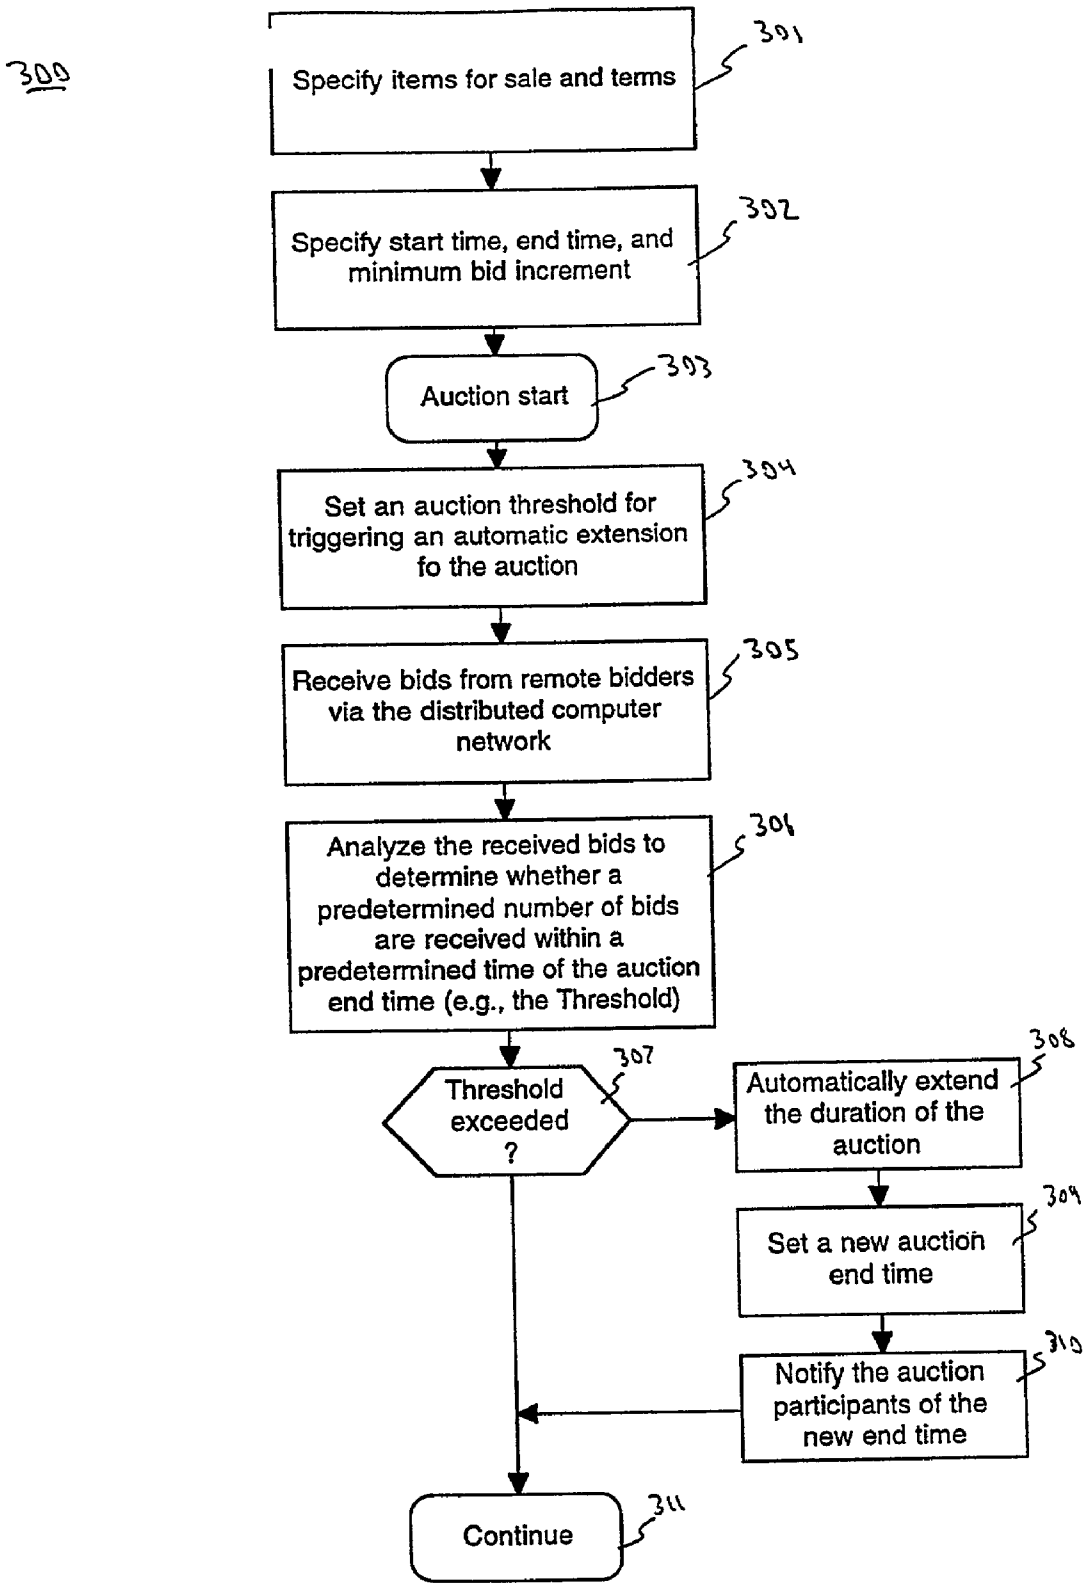 300
301
Specify items for sale and terms
302
Specify start time, end time, and
minimum bid increment
303
Auction start
304
Set an auction threshold for
triggering an automatic extension
fo the auction
305
Receive bids from remote bidders
via the distributed computer
network
306
Analyze the received bids to
determine whether a
predetermined number of bids
are received within a
predetermined time of the auction
end time (e.g., the Threshold)
307
Threshold
exceeded
?
308
Automatically extend
the duration of the
auction
309
Set a new auction
end time
310
Notify the auction
participants of the
new end time
311
Continue